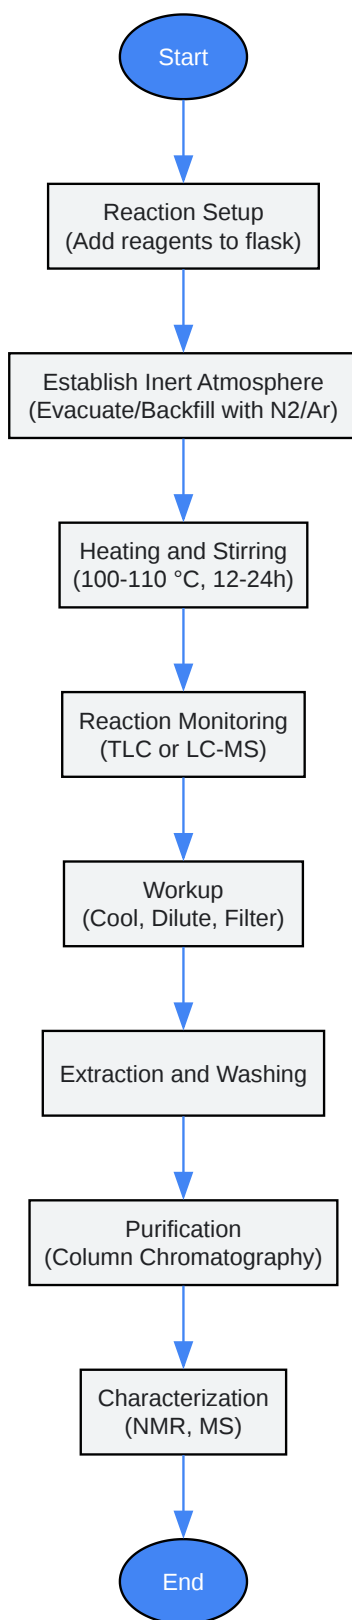 Start
Reaction Setup
(Add reagents to flask)
Establish Inert Atmosphere
(Evacuate/Backfill with N2/Ar)
Heating and Stirring
(100-110 °C, 12-24h)
Reaction Monitoring
(TLC or LC-MS)
Workup
(Cool, Dilute, Filter)
Extraction and Washing
Purification
(Column Chromatography)
Characterization
(NMR, MS)
End